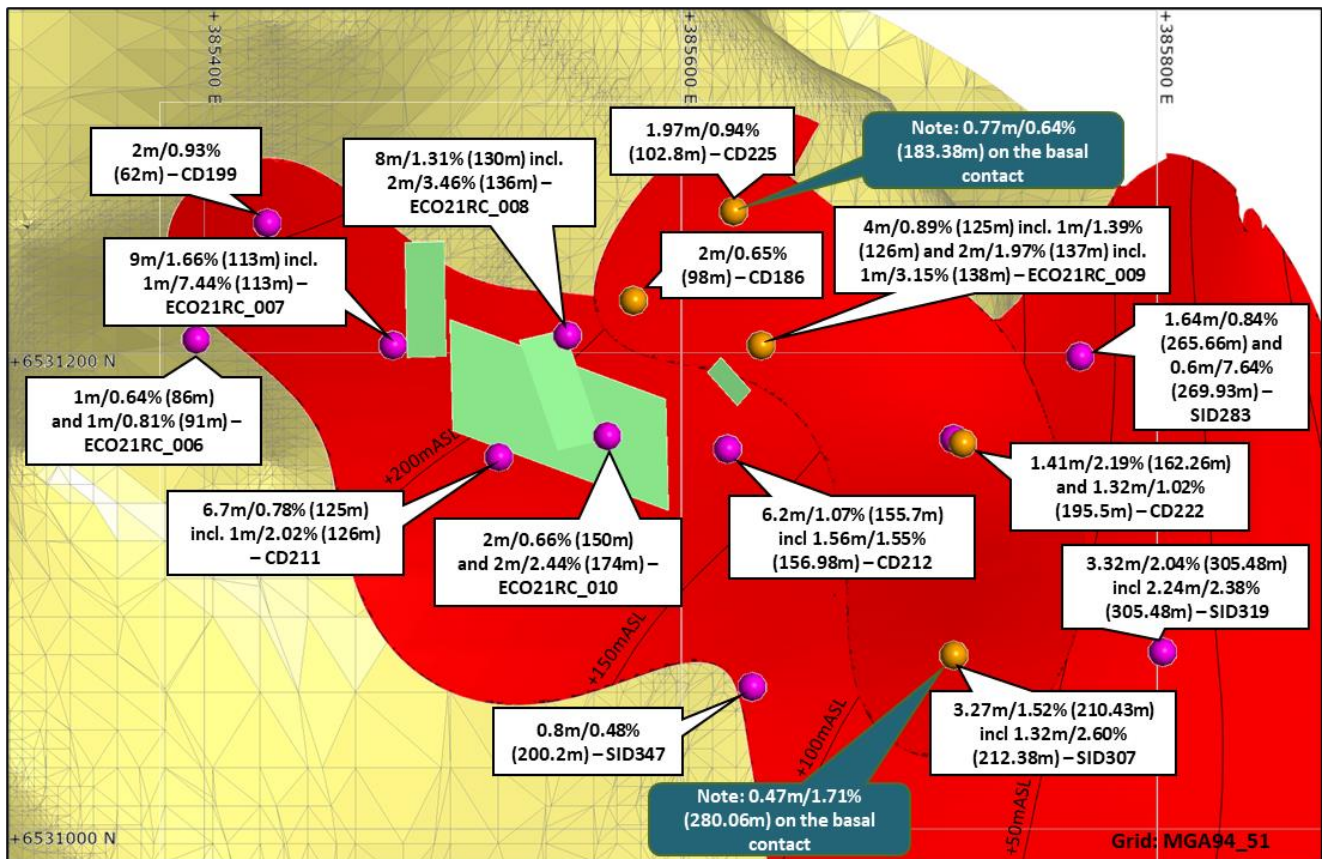 +385400 E
+385600 E
+385800 E
1.97m/0.94%
(102.8m) – CD225
Note: 0.77m/0.64%
(183.38m) on the basal
contact
2m/0.93%
(62m) – CD199
8m/1.31% (130m) incl.
2m/3.46% (136m) –
ECO21RC_008
4m/0.89% (125m) incl. 1m/1.39%
(126m) and 2m/1.97% (137m) incl.
1m/3.15% (138m) – ECO21RC_009
9m/1.66% (113m) incl.
1m/7.44% (113m) –
ECO21RC_007
2m/0.65%
(98m) – CD186
1.64m/0.84%
(265.66m) and
0.6m/7.64%
(269.93m) –
SID283
+6531200 N
1m/0.64% (86m)
and 1m/0.81% (91m) –
ECO21RC_006
+200mASL
1.41m/2.19% (162.26m)
and 1.32m/1.02%
(195.5m) – CD222
6.7m/0.78% (125m)
incl. 1m/2.02% (126m)
– CD211
2m/0.66% (150m)
and 2m/2.44% (174m) –
ECO21RC_010
6.2m/1.07% (155.7m)
incl 1.56m/1.55%
(156.98m) – CD212
3.32m/2.04% (305.48m)
incl 2.24m/2.38%
(305.48m) – SID319
+150mASL
0.8m/0.48%
(200.2m) – SID347
+100mASL
3.27m/1.52% (210.43m)
incl 1.32m/2.60%
(212.38m) – SID307
Note: 0.47m/1.71%
(280.06m) on the basal
contact
+50mASL
+6531000 N
Grid: MGA94_51